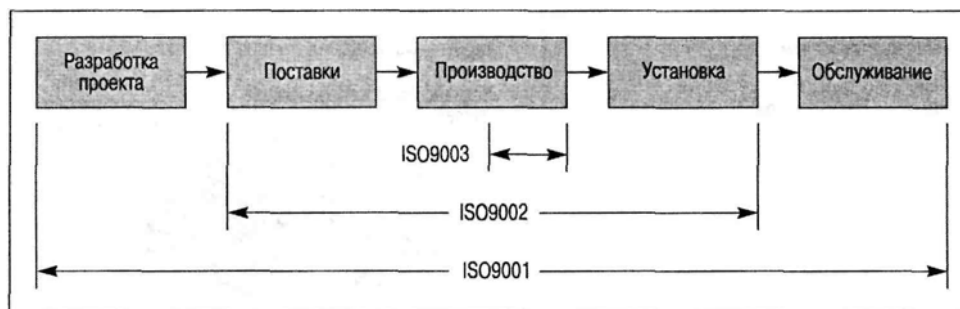 Разработка
проекта
Поставки
Производство
Установка
Обслуживание
ISO9003
ISO9002
ISO9001